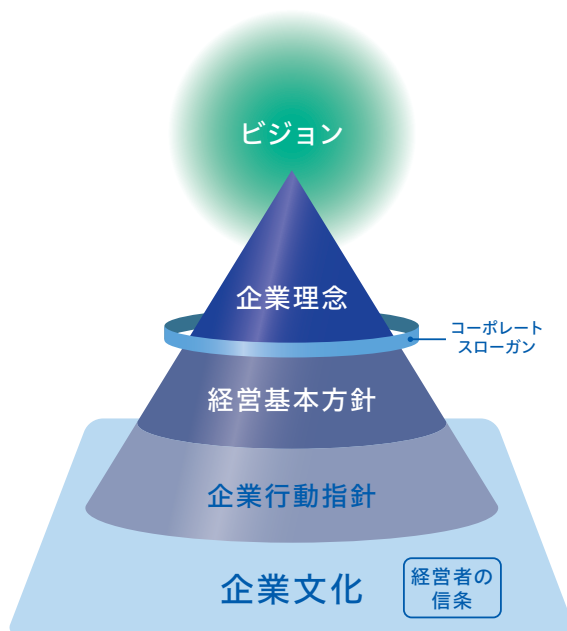 ビジョン
企業理念
コーポレート
スローガン
経営基本方針
企業行動指針
企業文化
経営者の
信条